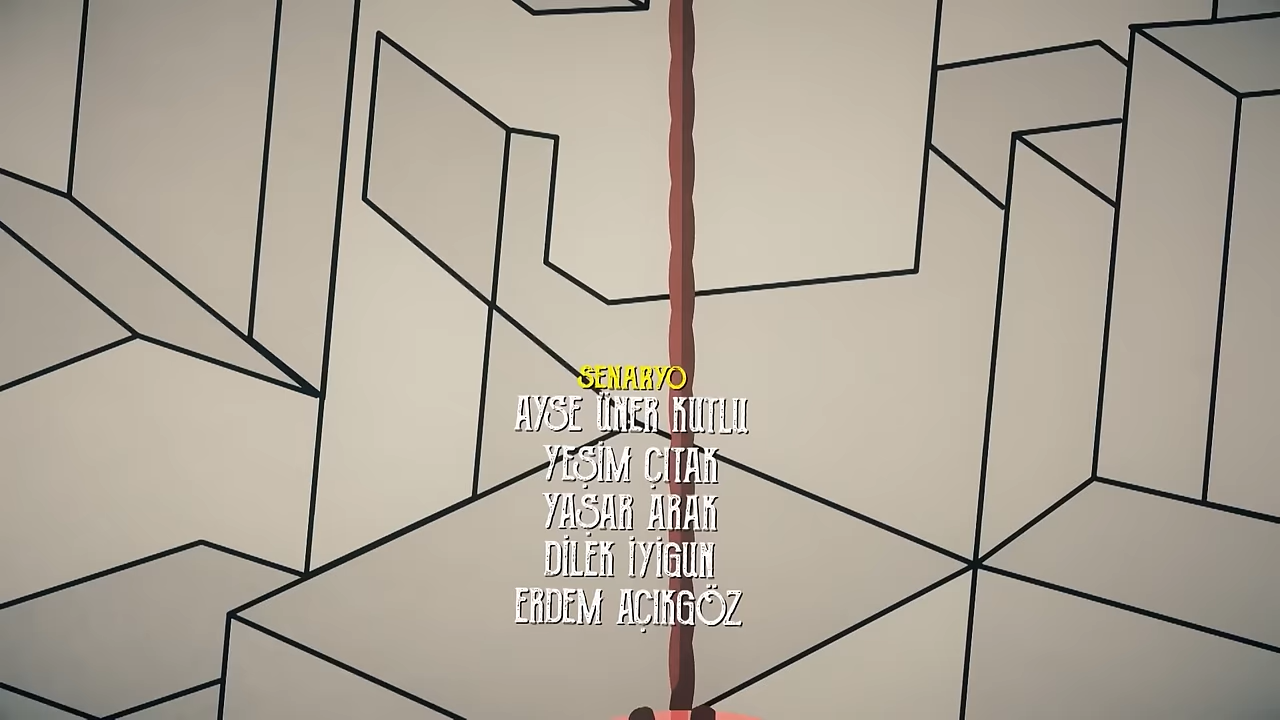 SENARYO
AYSE ÜNER KUTLU
YEŞİM ÇITAK
YAŞAR ARAK
DİLEK İYİGUN
ERDEM AÇIKGÖZ